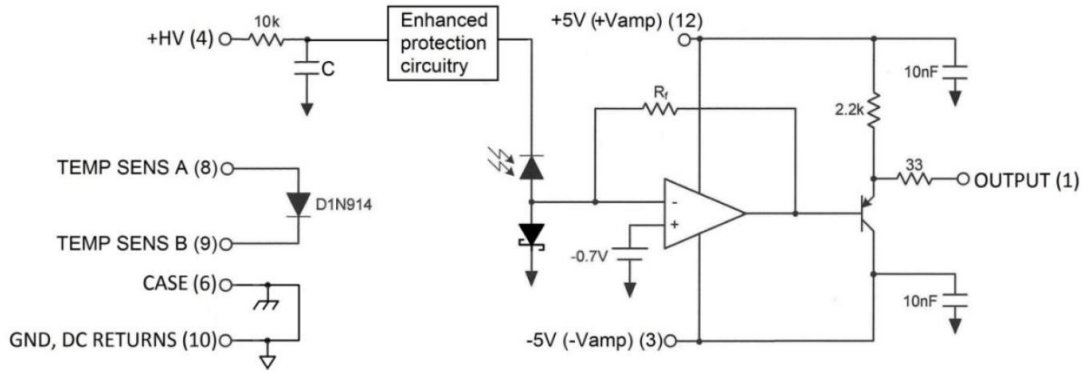 +HV (4)
10k
C
Enhanced
protection
circuitry
+5V (+Vamp) (12)
10nF
Rf
2.2k
33
OUTPUT (1)
-
+
-0.7V
TEMP SENS A (8)
D1N914
TEMP SENS B (9)
CASE (6)
GND, DC RETURNS (10)
-5V (-Vamp) (3)
10nF